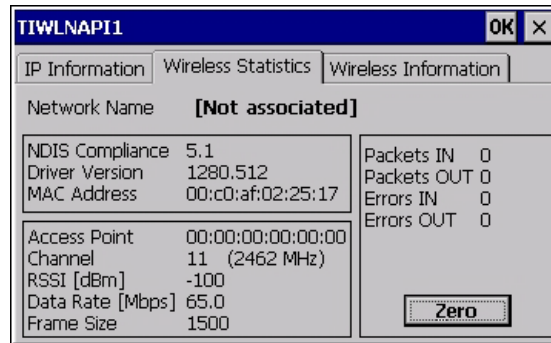 TIWLNAPI1 OK ×
IP Information Wireless Statistics Wireless Information
Network Name [Not associated]
NDIS Compliance 5.1
Driver Version 1280.512
MAC Address 00:c0:af:02:25:17
Access Point 00:00:00:00:00:00
Channel 11 (2462 MHz)
RSSI [dBm] -100
Data Rate [Mbps] 65.0
Frame Size 1500
Packets IN 0
Packets OUT 0
Errors IN 0
Errors OUT 0
Zero